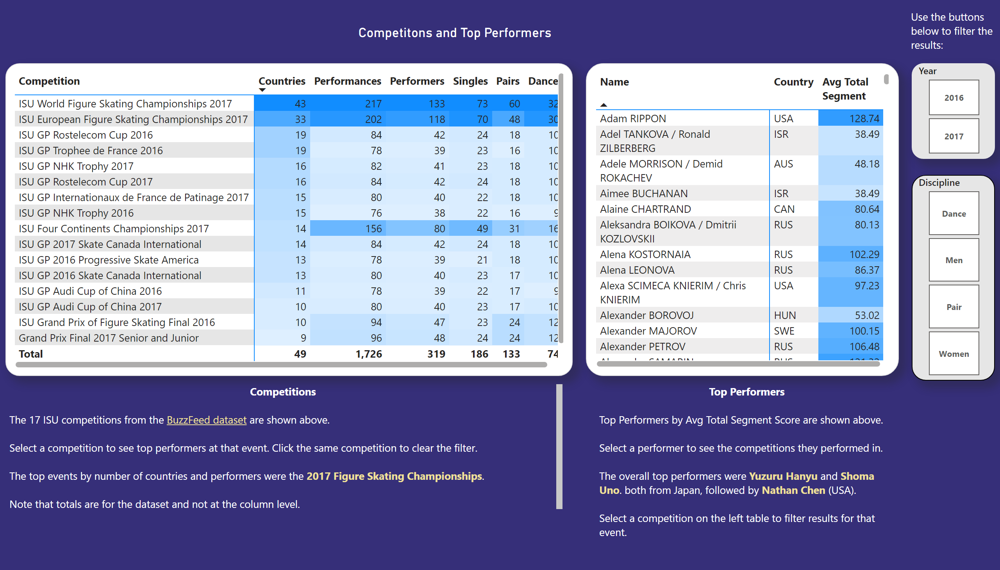 Competitons and Top Performers
Use the buttons
below to filter the
results:
Competition Countries Performances Performers Singles Pairs Dance
ISU World Figure Skating Championships 2017 43 217 133 73 60 32
ISU European Figure Skating Championships 2017 33 202 118 70 48 30
ISU GP Rostelecom Cup 2016 19 84 42 24 18 10
ISU GP Trophee de France 2016 19 78 39 23 16 10
ISU GP NHK Trophy 2017 16 82 41 23 18 10
ISU GP Rostelecom Cup 2017 16 84 42 24 18 10
ISU GP Internationaux de France de Patinage 2017 15 80 40 22 18 10
ISU GP NHK Trophy 2016 15 76 38 22 16 9
ISU Four Continents Championships 2017 14 156 80 49 31 16
ISU GP 2017 Skate Canada International 14 84 42 24 18 10
ISU GP 2016 Progressive Skate America 13 78 39 21 18 10
ISU GP 2016 Skate Canada International 13 80 40 23 17 10
ISU GP Audi Cup of China 2016 11 78 39 22 17 9
ISU GP Audi Cup of China 2017 10 80 40 23 17 10
ISU Grand Prix of Figure Skating Final 2016 10 94 47 23 24 12
Grand Prix Final 2017 Senior and Junior 9 96 48 24 24 12
Total 49 1,726 319 186 133 74
Name Country Avg Total
Segment
Adam RIPPON USA 128.74
Adel TANKOVA / Ronald ISR 38.49
ZILBERBERG
Adele MORRISON / Demid AUS 48.18
ROKACHEV
Aimee BUCHANAN ISR 38.49
Alaine CHARTRAND CAN 80.64
Aleksandra BOIKOVA / Dmitrii RUS 80.13
KOZLOVSKII
Alena KOSTORNAIA RUS 102.29
Alena LEONOVA RUS 86.37
Alexa SCIMECA KNIERIM / Chris USA 97.23
KNIERIM
Alexander BOROVOJ HUN 53.02
Alexander MAJOROV SWE 100.15
Alexander PETROV RUS 106.48
Year
2016
2017
Discipline
Dance
Men
Pair
Women
Competitions
The 17 ISU competitions from the BuzzFeed dataset are shown above.
Select a competition to see top performers at that event. Click the same competition to clear the filter.
The top events by number of countries and performers were the 2017 Figure Skating Championships.
Note that totals are for the dataset and not at the column level.
Top Performers
Top Performers by Avg Total Segment Score are shown above.
Select a performer to see the competitions they performed in.
The overall top performers were Yuzuru Hanyu and Shoma
Uno. both from Japan, followed by Nathan Chen (USA).
Select a competition on the left table to filter results for that
event.